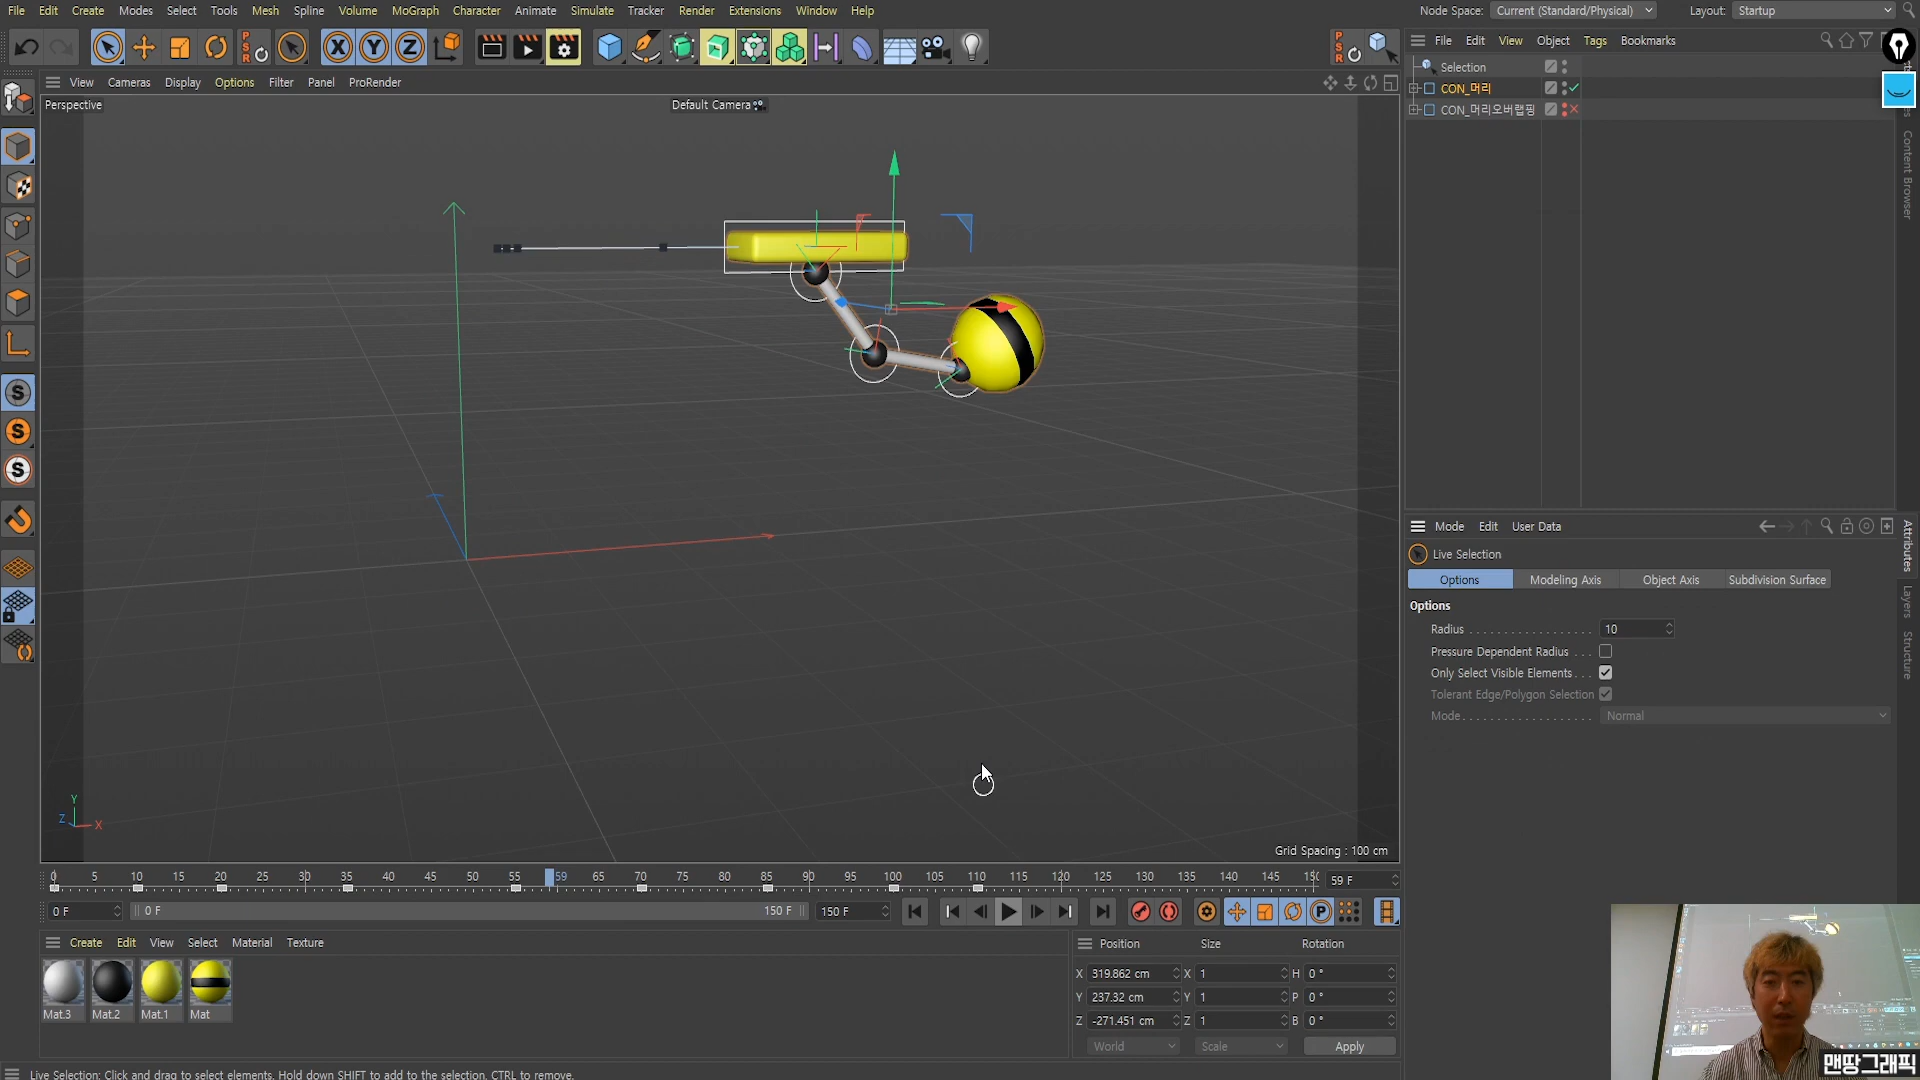 File Edit Create Modes Select Tools Mesh Spline Volume MoGraph Character Animate Simulate Tracker Render Extensions Window Help
Node Space: Current (Standard/Physical) Layout: Startup
PSR X Y Z PSR
File Edit View Object Tags Bookmarks
View Cameras Display Options Filter Panel ProRender
Perspective
Default Camera
Selection
CON_머리
CON_머리오버랩핑
Content Browser
Mode Edit User Data
Attributes
Layers
Structure
Live Selection
Options Modeling Axis Object Axis Subdivision Surface
Options
Radius 10
Pressure Dependent Radius
Only Select Visible Elements
Tolerant Edge/Polygon Selection
Mode Normal
S
S
S
Y
Z X
Grid Spacing : 100 cm
0 5 10 15 20 25 30 35 40 45 50 55 59 65 70 75 80 85 90 95 100 105 110 115 120 125 130 135 140 145 150 59 F
0 F 0 F 150 F 150 F P
Create Edit View Select Material Texture
Mat.3 Mat.2 Mat.1 Mat
Position Size Rotation
X 319.862 cm X 1 H 0 °
Y 237.32 cm Y 1 P 0 °
Z -271.451 cm Z 1 B 0 °
World Scale Apply
맨땅그래픽
Live Selection: Click and drag to select elements. Hold down SHIFT to add to the selection, CTRL to remove.